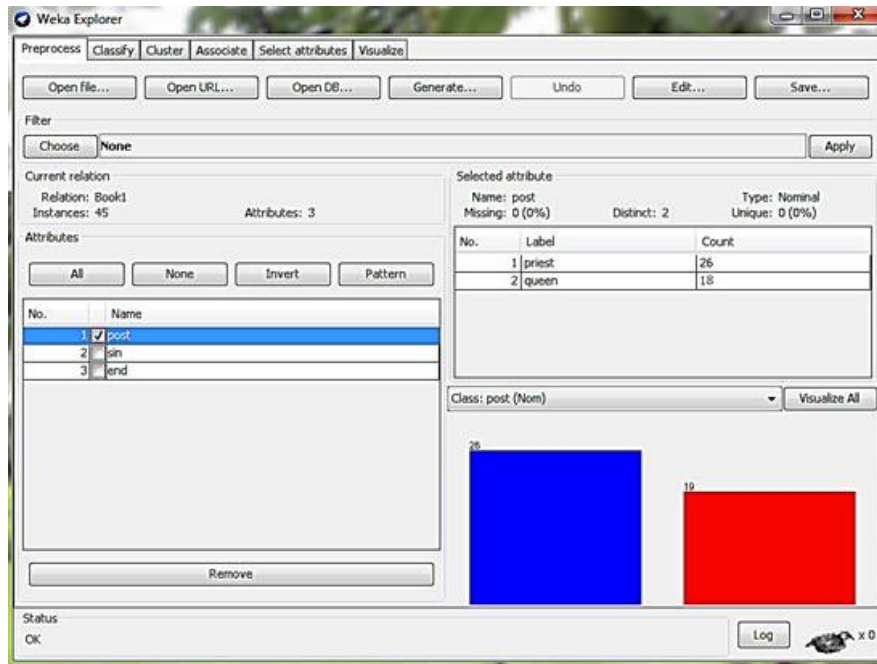 Weka Explorer
Preprocess Classify Cluster Associate Select attributes Visualize
Open file... Open URL... Open DB... Generate... Undo Edit... Save...
Filter
Choose None Apply
Current relation
Relation: Book1
Instances: 45 Attributes: 3
Attributes
All None Invert Pattern
No. Name
1 post
2 sin
3 end
Remove
Selected attribute
Name: post Type: Nominal
Missing: 0 (0%) Distinct: 2 Unique: 0 (0%)
No. Label Count
1 priest 26
2 queen 18
Class: post (Nom) Visualize All
26
19
Status
OK
Log x 0